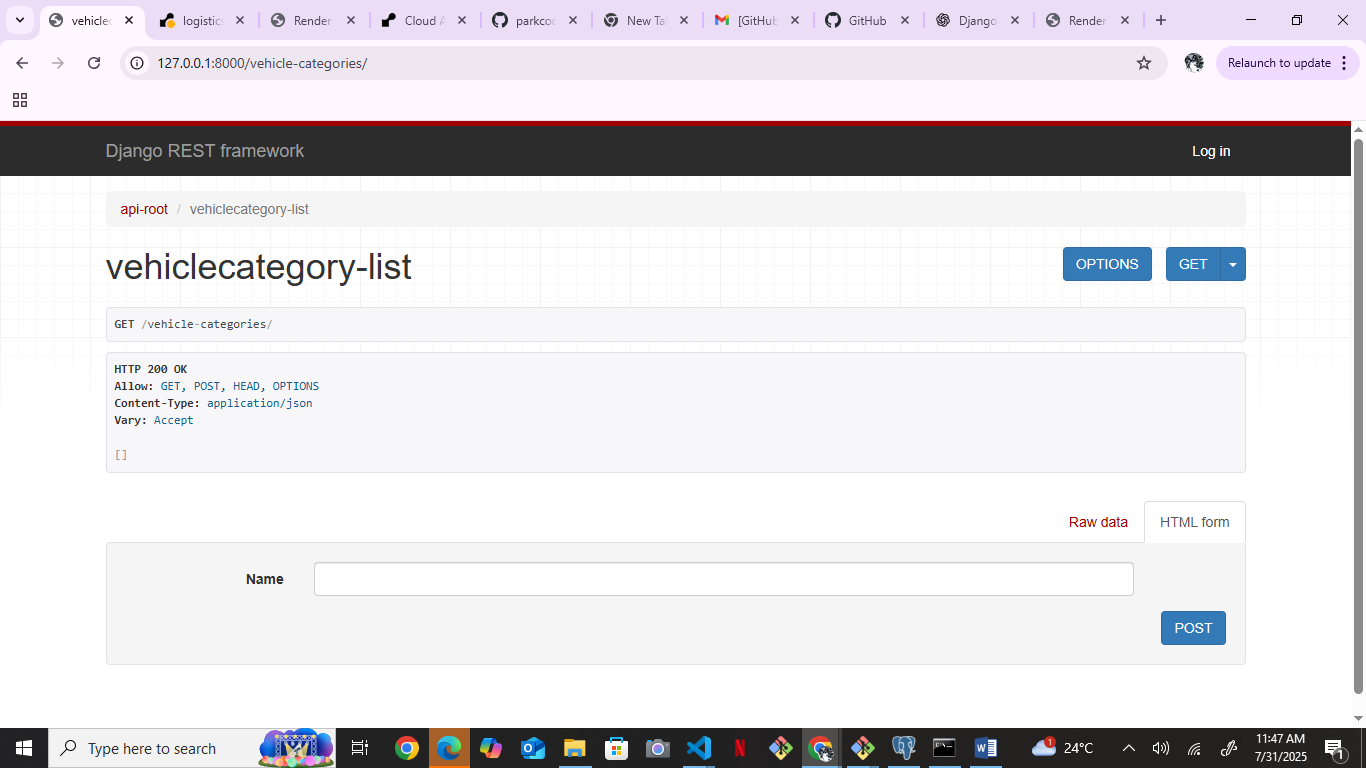 vehiclec
logistic
Render
Cloud A
parkcoc
New Ta
[GitHub
GitHub
Django
Render
127.0.0.1:8000/vehicle-categories/
Relaunch to update
Django REST framework
Log in
api-root / vehiclecategory-list
vehiclecategory-list
OPTIONS
GET
GET /vehicle-categories/
HTTP 200 OK
Allow: GET, POST, HEAD, OPTIONS
Content-Type: application/json
Vary: Accept
[]
Raw data
HTML form
Name
POST
Type here to search
1
24°C
11:47 AM
7/31/2025
1